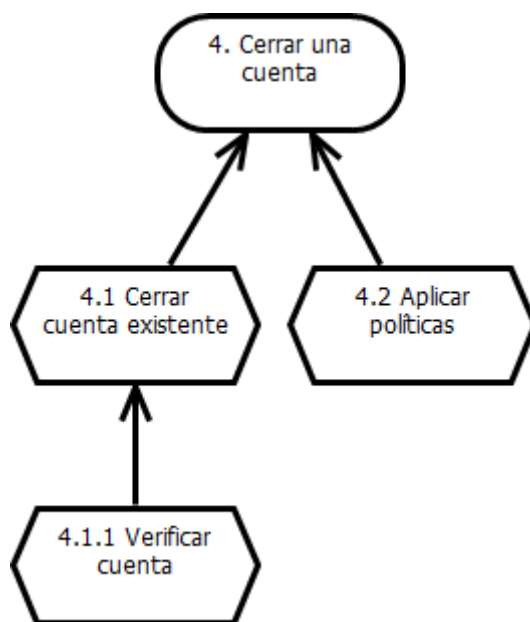 4. Cerrar una
cuenta
4.1 Cerrar
cuenta existente
4.2 Aplicar
políticas
4.1.1 Verificar
cuenta